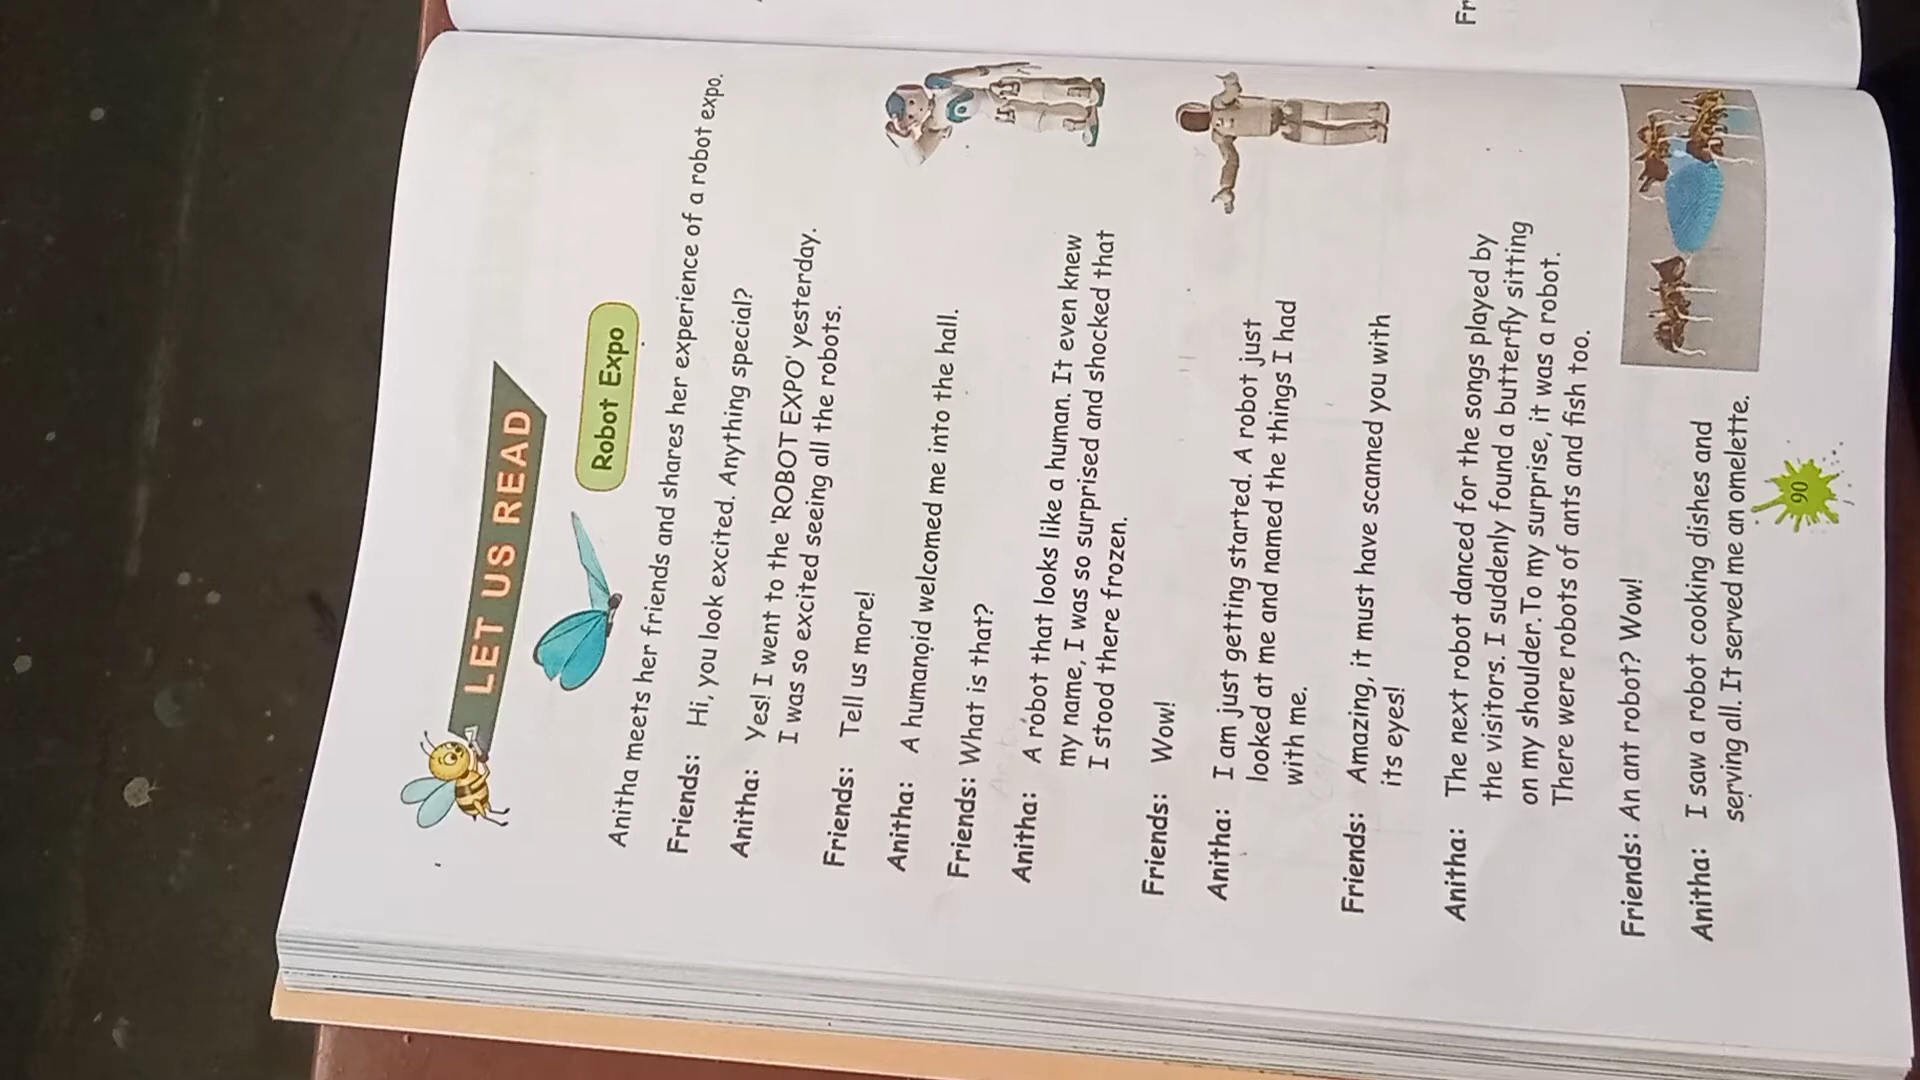 LET US READ
Robot Expo
Anitha meets her friends and shares her experience of a robot expo.
Friends: Hi, you look excited. Anything special?
Anitha: Yes! I went to the 'ROBOT EXPO' yesterday.
I was so excited seeing all the robots.
Friends: Tell us more!
Anitha: A humanoid welcomed me into the hall.
Friends: What is that?
Anitha: A robot that looks like a human. It even knew
my name, I was so surprised and shocked that
I stood there frozen.
Friends: Wow!
Anitha: I am just getting started. A robot just
looked at me and named the things I had
with me.
Friends: Amazing, it must have scanned you with
its eyes!
Anitha: The next robot danced for the songs played by
the visitors. I suddenly found a butterfly sitting
on my shoulder. To my surprise, it was a robot.
There were robots of ants and fish too.
Friends: An ant robot? Wow!
Anitha: I saw a robot cooking dishes and
serving all. It served me an omelette.
90
Fr